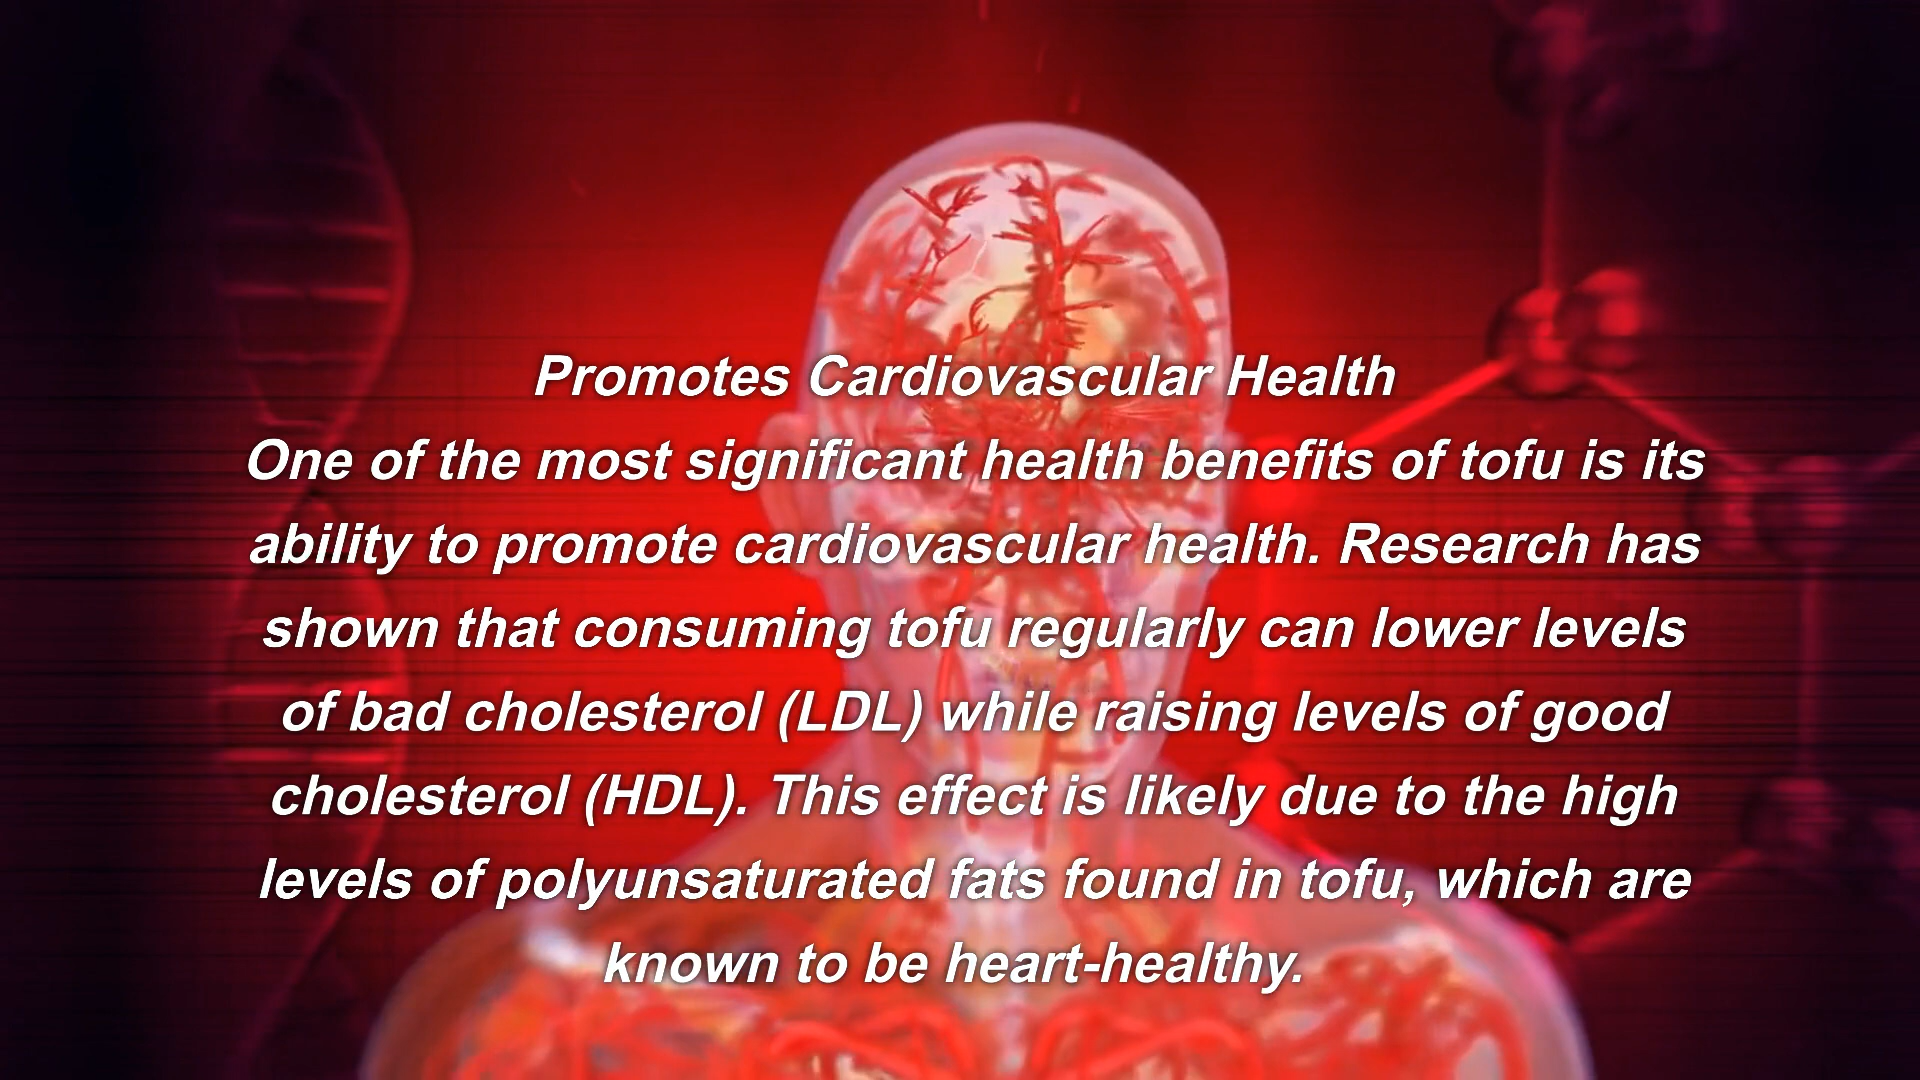 Promotes Cardiovascular Health
One of the most significant health benefits of tofu is its
ability to promote cardiovascular health. Research has
shown that consuming tofu regularly can lower levels
of bad cholesterol (LDL) while raising levels of good
cholesterol (HDL). This effect is likely due to the high
levels of polyunsaturated fats found in tofu, which are
known to be heart-healthy.